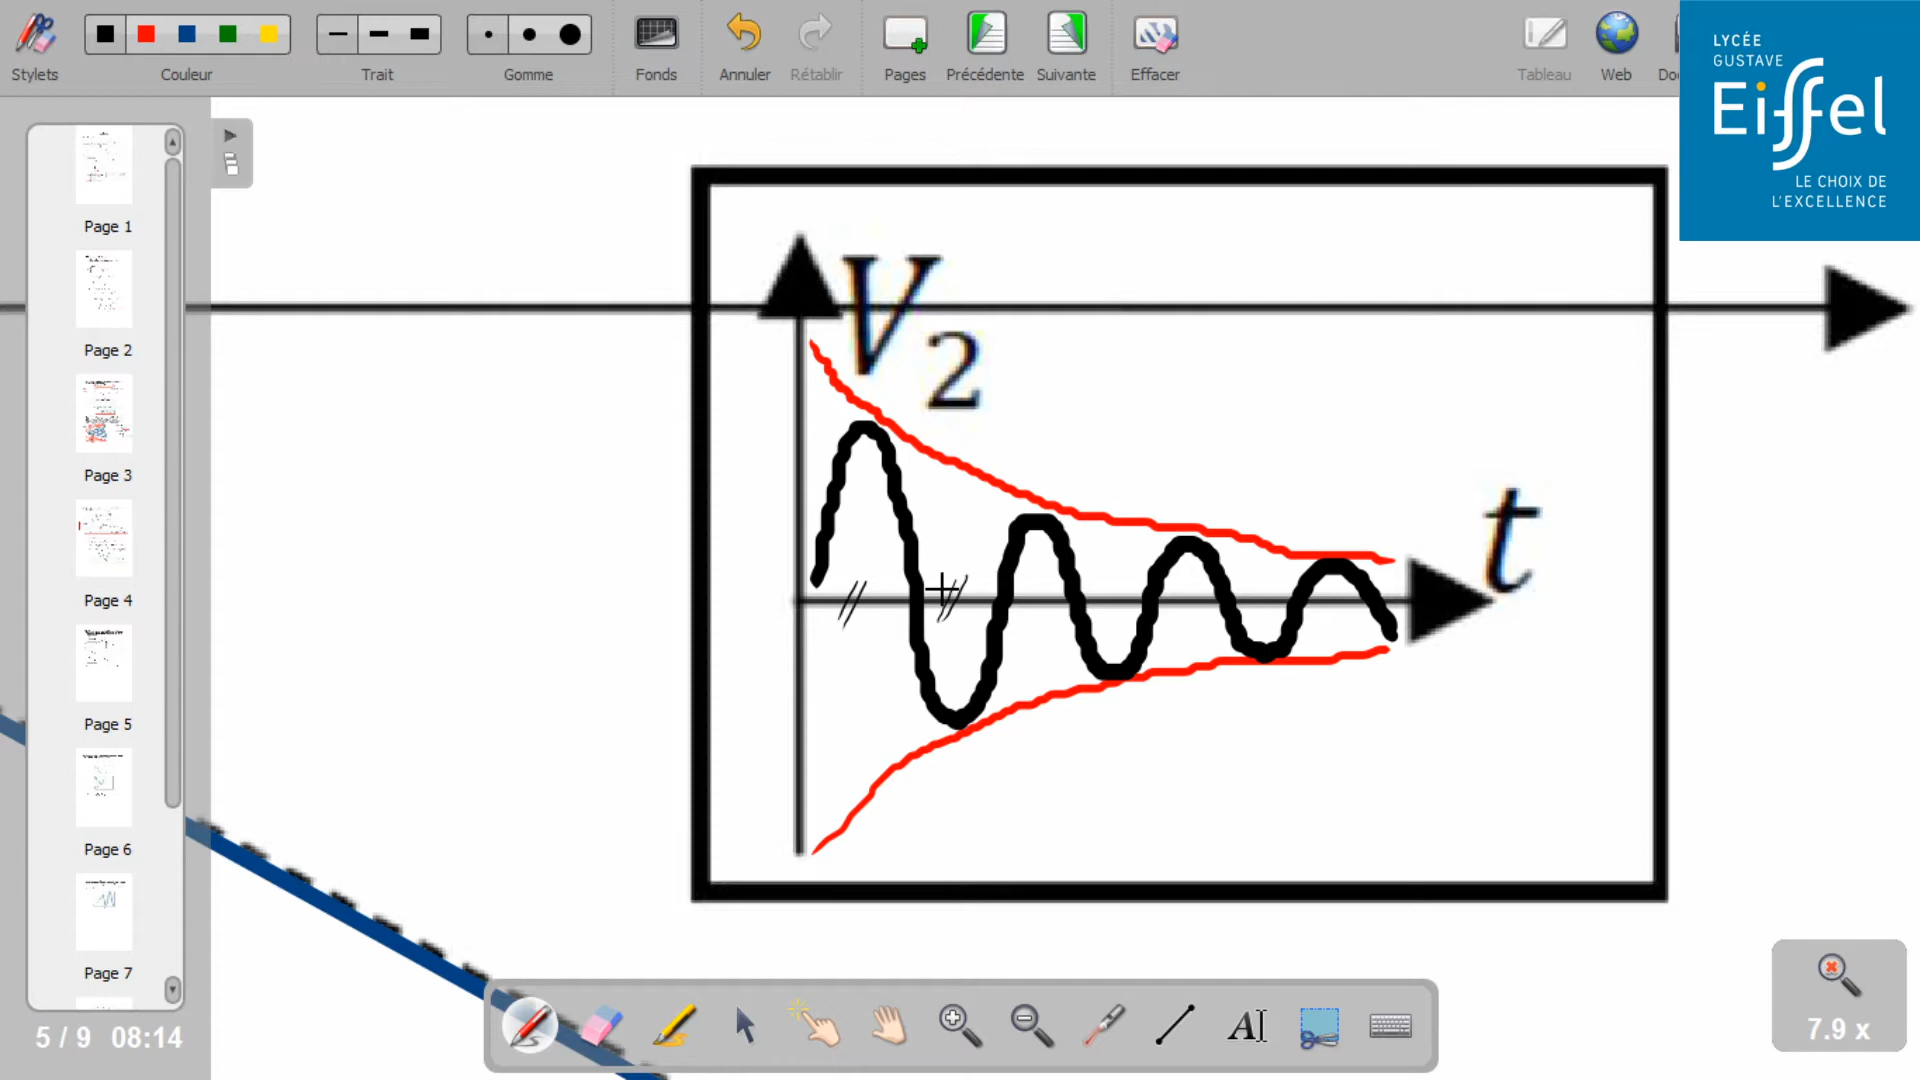 Stylets
Couleur
Trait
Gomme
Fonds
Annuler
Rétablir
Pages
Précédente
Suivante
Effacer
Tableau
Web
LYCÉE
GUSTAVE
Eiffel
LE CHOIX DE
L'EXCELLENCE
Page 1
Page 2
Page 3
Page 4
Page 5
Page 6
Page 7
V2
t
5 / 9 08:14
AI
7.9 x